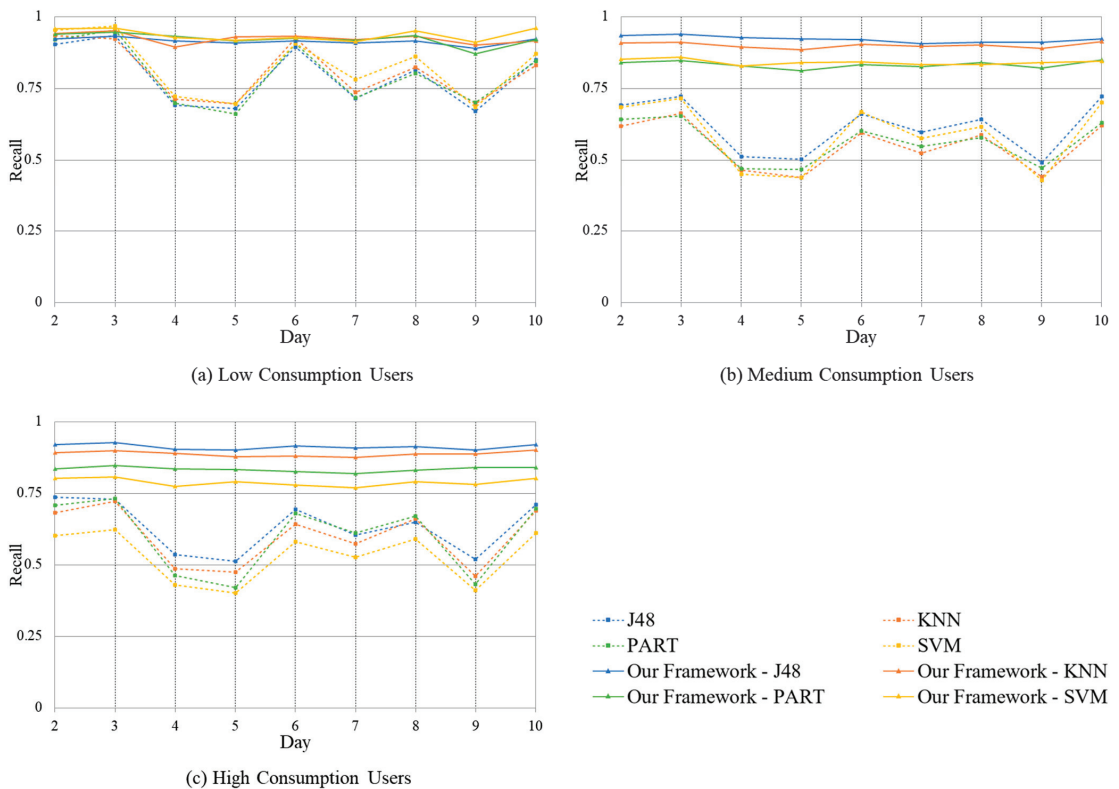 1
0.75
0.5
0.25
0
Recall
2 3 4 5 6 7 8 9 10
Day
(a) Low Consumption Users
1
0.75
0.5
0.25
0
Recall
2 3 4 5 6 7 8 9 10
Day
(b) Medium Consumption Users
1
0.75
0.5
0.25
0
Recall
2 3 4 5 6 7 8 9 10
Day
(c) High Consumption Users
J48 KNN
PART SVM
Our Framework - J48 Our Framework - KNN
Our Framework - PART Our Framework - SVM